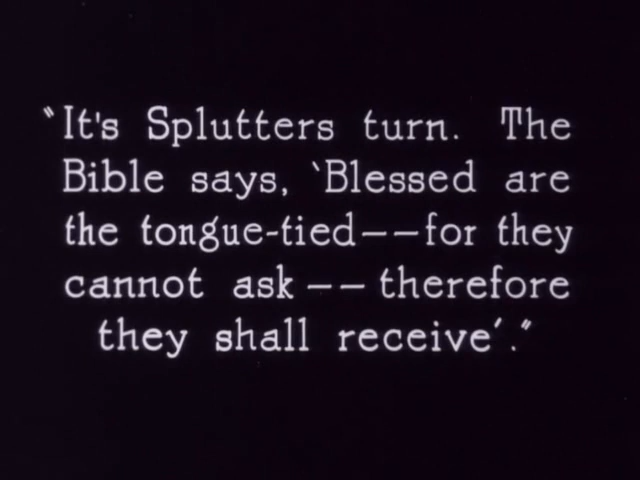 "It's Splutters turn. The
Bible says, `Blessed are
the tongue-tied--for they
cannot ask -- therefore
they shall receive'."